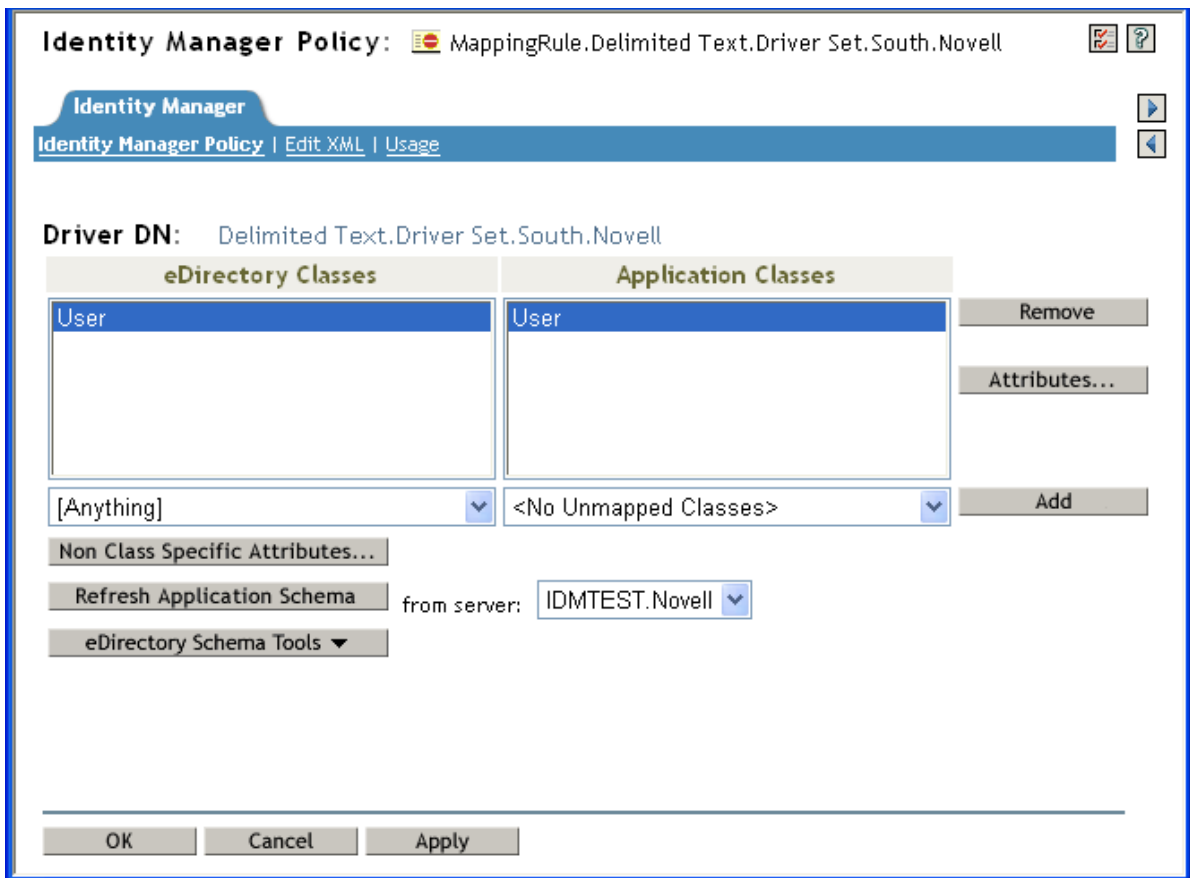 Identity Manager Policy: MappingRule.Delimited Text.Driver Set.South.Novell
Identity Manager
Identity Manager Policy | Edit XML | Usage
Driver DN: Delimited Text.Driver Set.South.Novell
eDirectory Classes Application Classes
User User Remove
Attributes...
[Anything] <No Unmapped Classes> Add
Non Class Specific Attributes...
Refresh Application Schema from server: IDMTEST.Novell
eDirectory Schema Tools
OK Cancel Apply